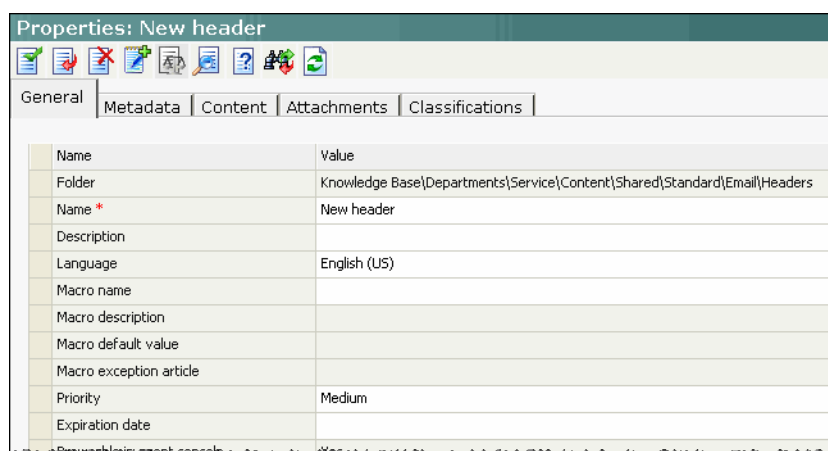 Properties: New header
General Metadata Content Attachments Classifications
Name Value
Folder Knowledge Base\Departments\Service\Content\Shared\Standard\Email\Headers
Name * New header
Description
Language English (US)
Macro name
Macro description
Macro default value
Macro exception article
Priority Medium
Expiration date